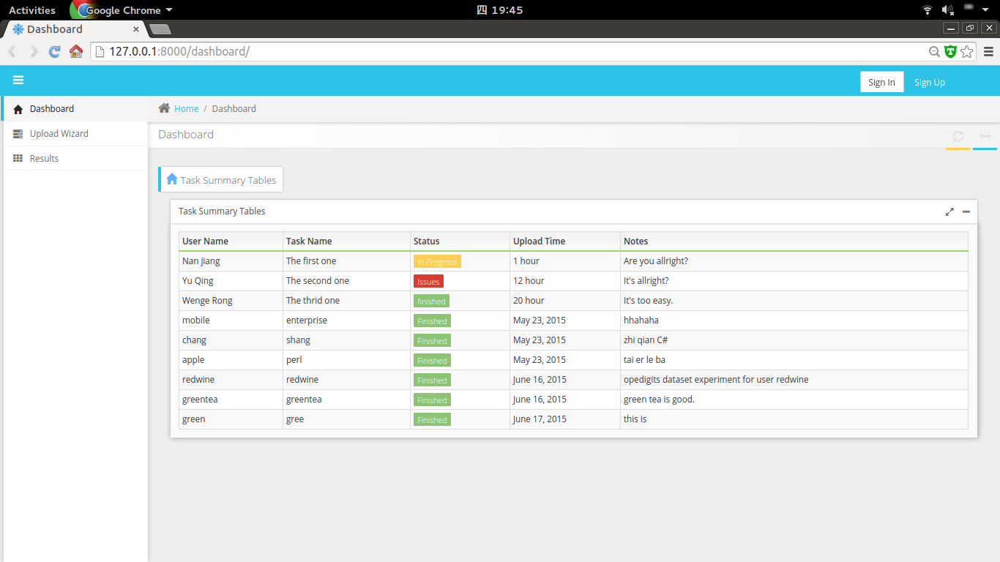 Activities Google Chrome 四 19:45
Dashboard
127.0.0.1:8000/dashboard/
Sign In Sign Up
Dashboard
Upload Wizard
Results
Home / Dashboard
Dashboard
Task Summary Tables
Task Summary Tables
User Name Task Name Status Upload Time Notes
Nan jiang The first one In Progress 1 hour Are you allright?
Yu Qing The second one Issues 12 hour It's allright?
Wenge Rong The thrid one finished 20 hour It's too easy.
mobile enterprise Finished May 23, 2015 hhahaha
chang shang Finished May 23, 2015 zhi qian C#
apple perl Finished May 23, 2015 tai er le ba
redwine redwine Finished June 16, 2015 opedigits dataset experiment for user redwine
greentea greentea Finished June 16, 2015 green tea is good.
green gree Finished June 17, 2015 this is